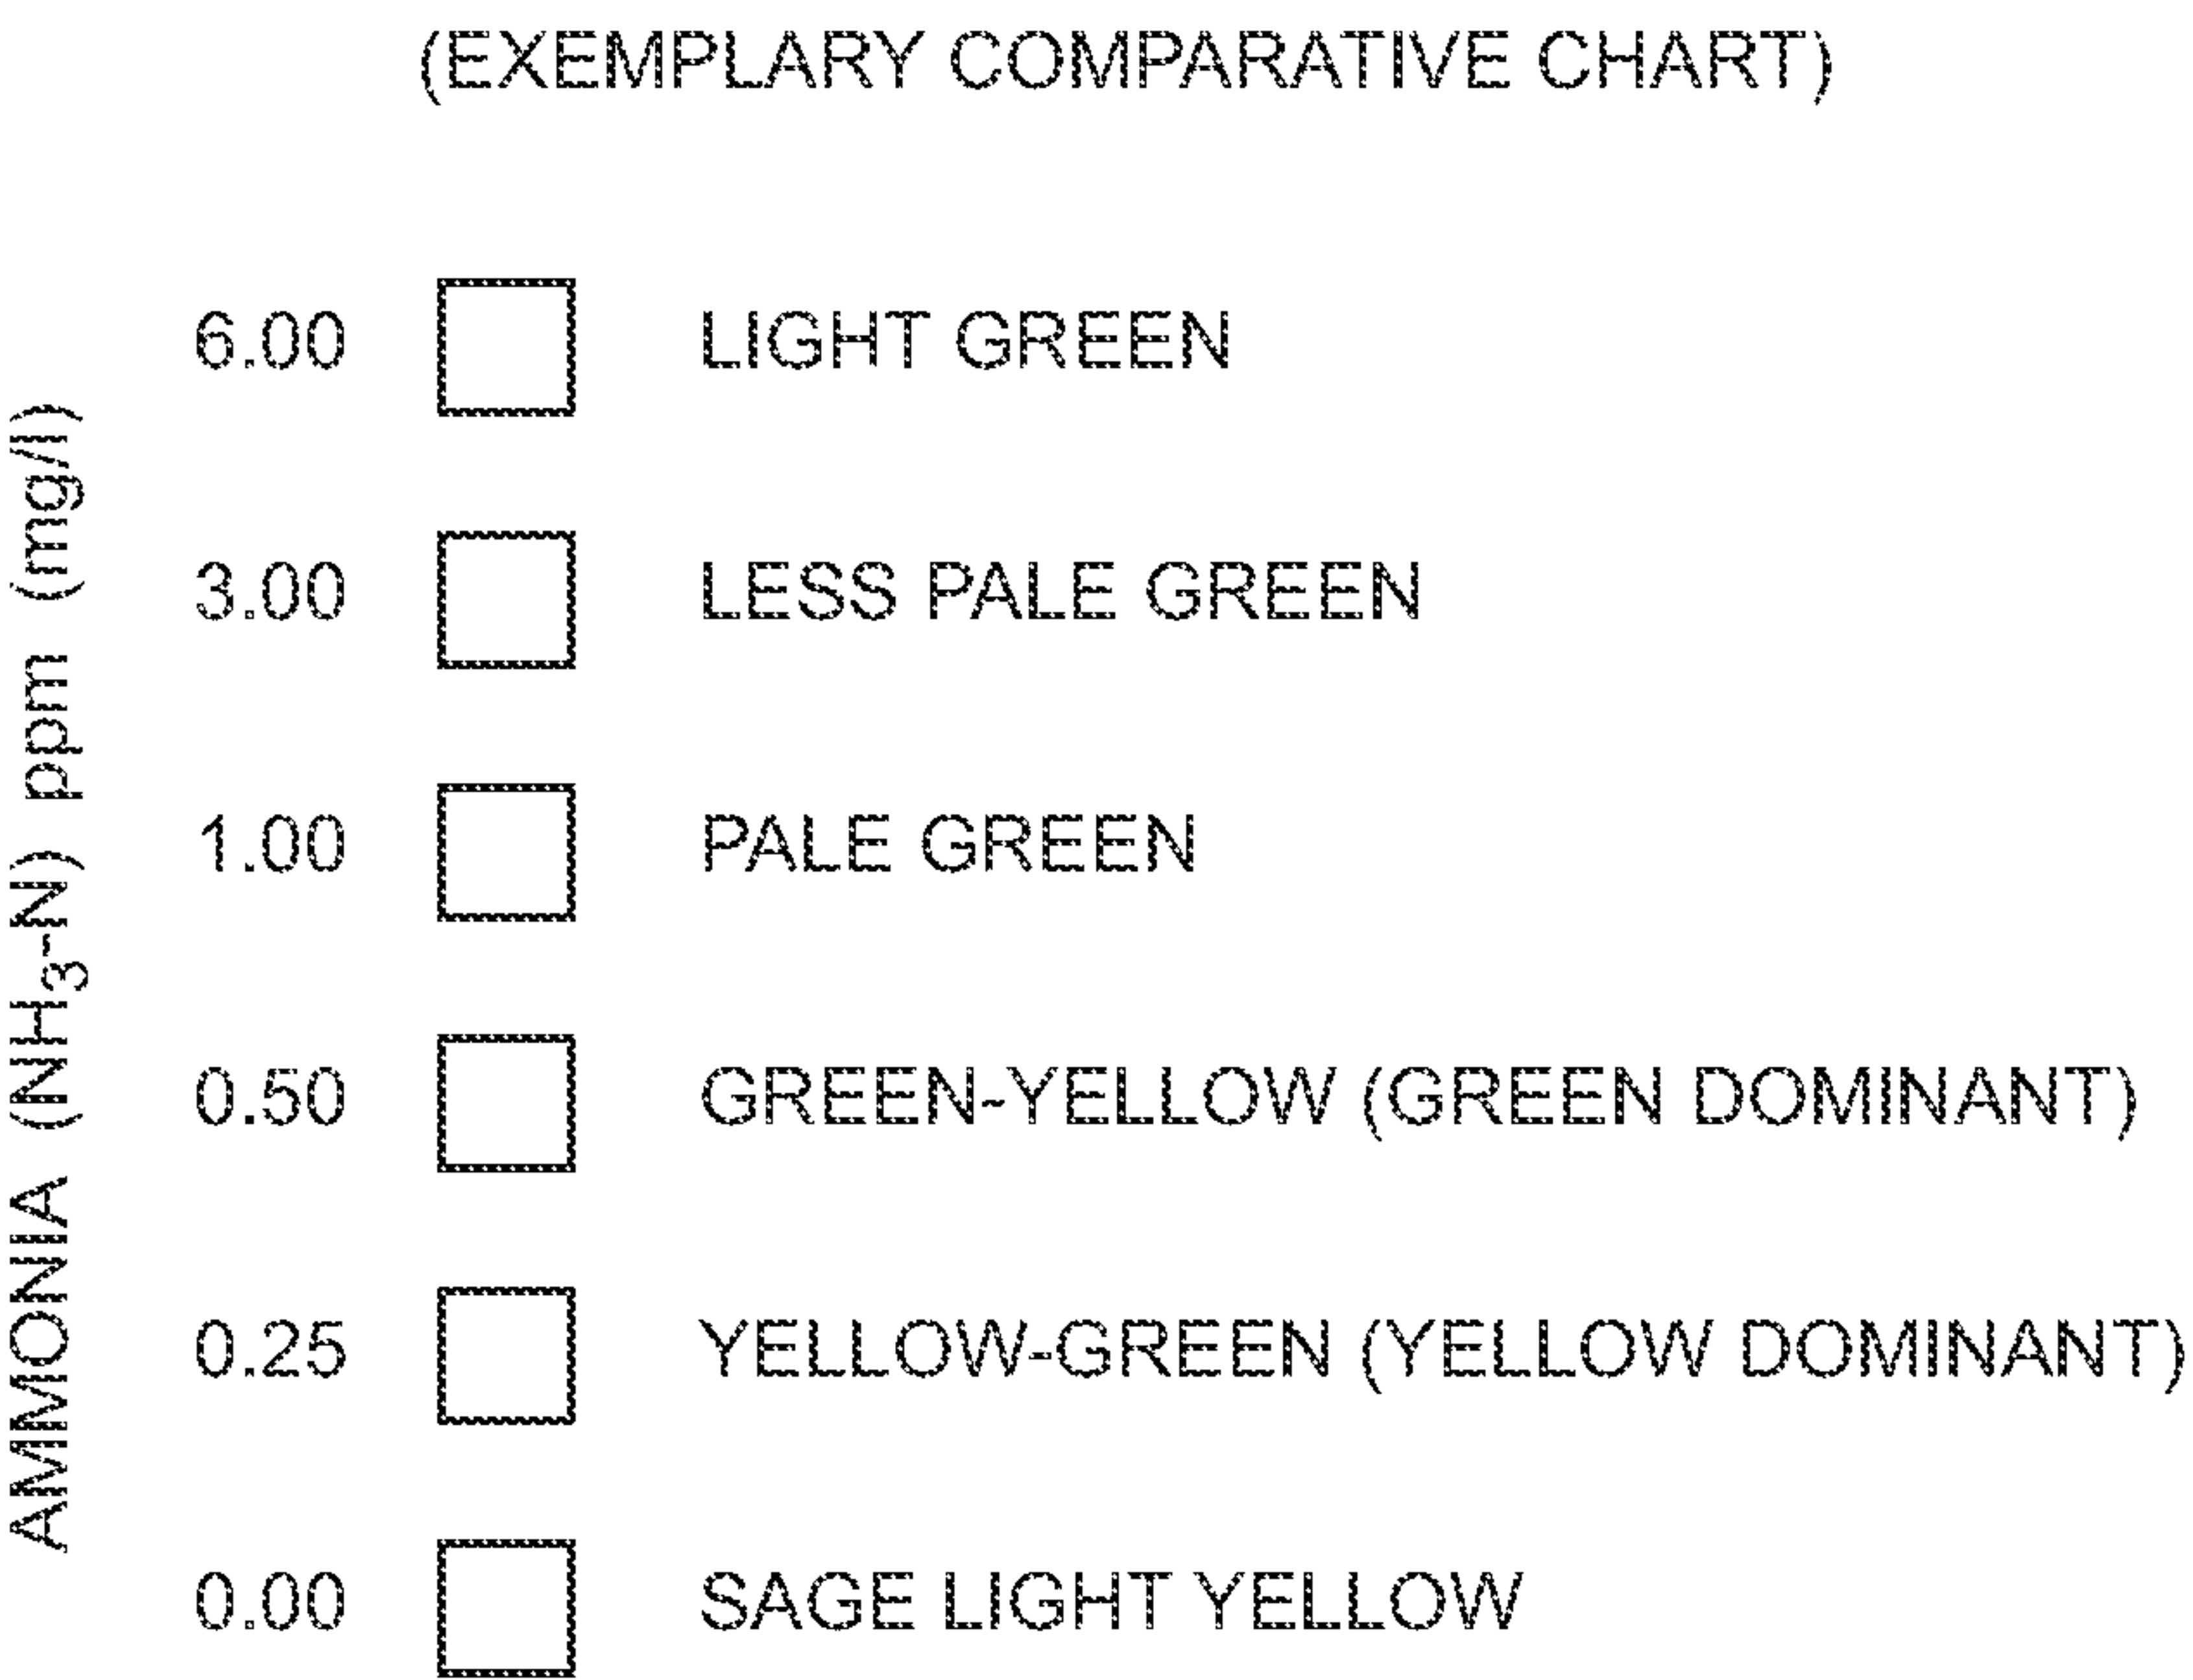 (EXEMPLARY COMPARATIVE CHART)
AMMONIA (NH₃-N) ppm (mg/l)
6.00 LIGHT GREEN
3.00 LESS PALE GREEN
1.00 PALE GREEN
0.50 GREEN-YELLOW (GREEN DOMINANT)
0.25 YELLOW-GREEN (YELLOW DOMINANT)
0.00 SAGE LIGHT YELLOW